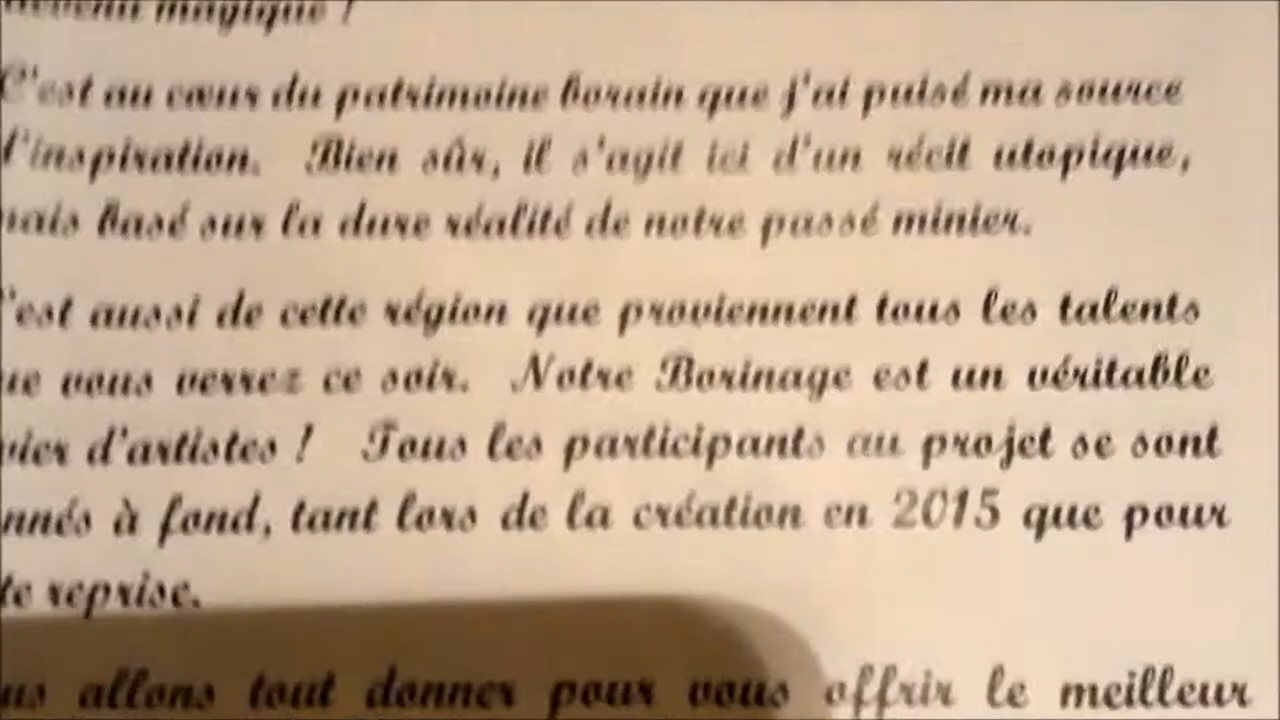 devenu magique !
C'est au cœur du patrimoine borain que j'ai puisé ma source
d'inspiration. Bien sûr, il s'agit ici d'un récit utopique,
mais basé sur la dure réalité de notre passé minier.
C'est aussi de cette région que proviennent tous les talents
que vous verrez ce soir. Notre Borinage est un véritable
vier d'artistes ! Tous les participants au projet se sont
nnés à fond, tant lors de la création en 2015 que pour
te reprise.
us allons tout donner pour vous offrir le meilleur